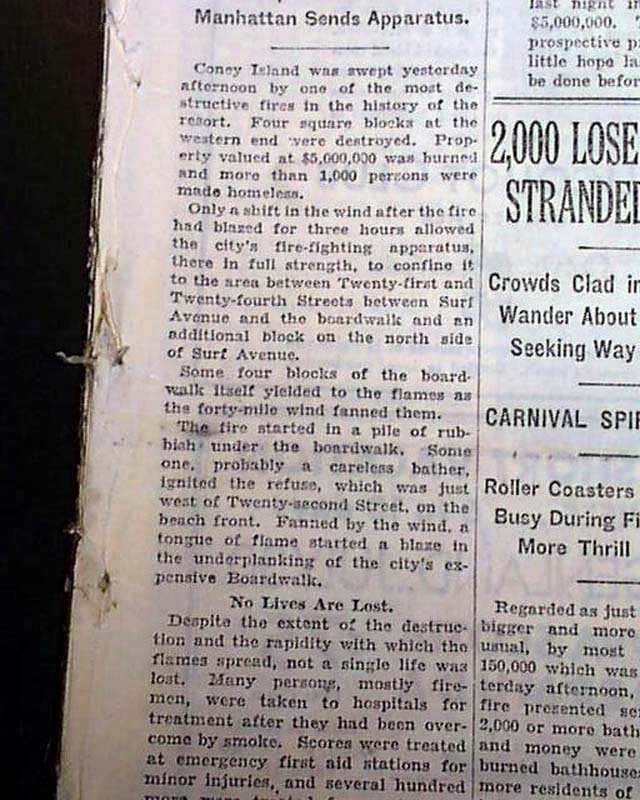 Manhattan Sends Apparatus.
Coney Island was swept yesterday
afternoon by one of the most de-
structive fires in the history of the
resort. Four square blocks at the
western end were destroyed. Prop-
erty valued at $5,000,000 was burned
and more than 1,000 persons were
made homeless.
Only a shift in the wind after the fire
had blazed for three hours allowed
the city's fire-fighting apparatus,
there in full strength, to confine it
to the area between Twenty-first and
Twenty-fourth Streets between Surf
Avenue and the boardwalk and an
additional block on the north side
of Surf Avenue.
Some four blocks of the board-
walk itself yielded to the flames as
the forty-mile wind fanned them.
The fire started in a pile of rub-
bish under the boardwalk. Some
one, probably a careless bather,
ignited the refuse, which was just
west of Twenty-second Street, on the
beach front. Fanned by the wind, a
tongue of flame started a blaze in
the underplanking of the city's ex-
pensive Boardwalk.
No Lives Are Lost.
Despite the extent of the destruc-
tion and the rapidity with which the
flames spread, not a single life was
lost. Many persons, mostly fire-
men, were taken to hospitals for
treatment after they had been over-
come by smoke. Scores were treated
at emergency first aid stations for
minor injuries, and several hundred
last night in
$5,000,000.
prospective
little hope
be done before
2,000 LOSE
STRANDED
Crowds Clad in
Wander About
Seeking Way
CARNIVAL
Roller Coasters
Busy During
More Thrill
Regarded as just
bigger and more
usual, by most
150,000 which was
terday afternoon,
fire presented
2,000 or more
and money were
burned
more residents of